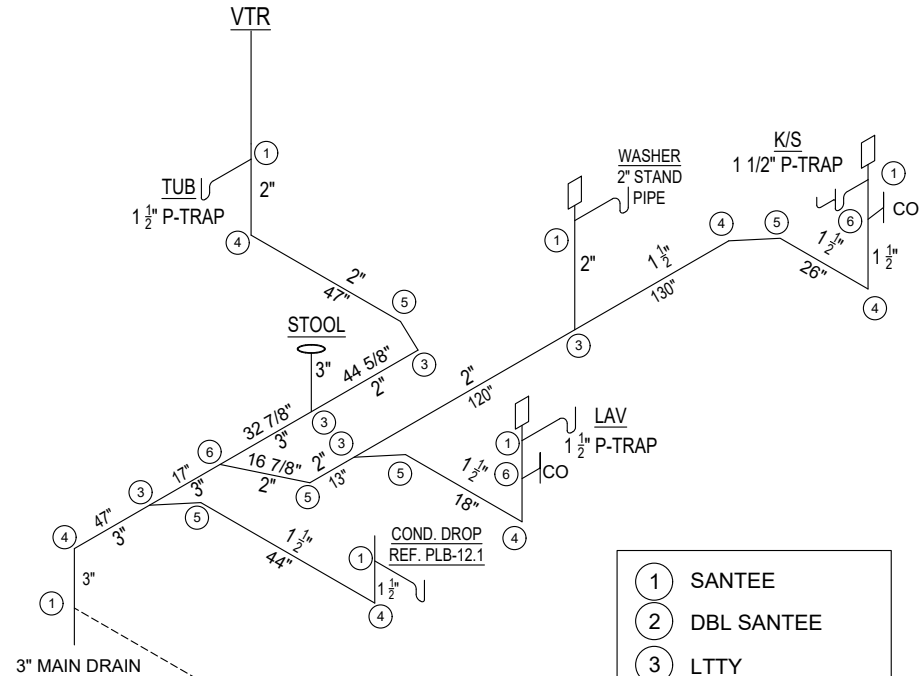 VTR
1
TUB
1 1/2" P-TRAP
2"
4
2"
47"
5
STOOL
3"
44 5/8"
2"
3
WASHER
2" STAND
PIPE
1
2"
1 1/2
130"
4
5
K/S
1 1/2" P-TRAP
1
6
CO
1 1/2"
26"
1 1/2"
4
3
2"
120"
32 7/8"
3"
3
3
6
16 7/8"
2"
2"
13"
5
5
LAV
1 1/2" P-TRAP
1
6
CO
1 1/2"
18"
4
17"
3"
3
5
47"
3"
4
3"
1
1 1/2"
44"
COND. DROP
REF. PLB-12.1
1
1 1/2"
4
3" MAIN DRAIN
1 SANTEE
2 DBL SANTEE
3 LTTY